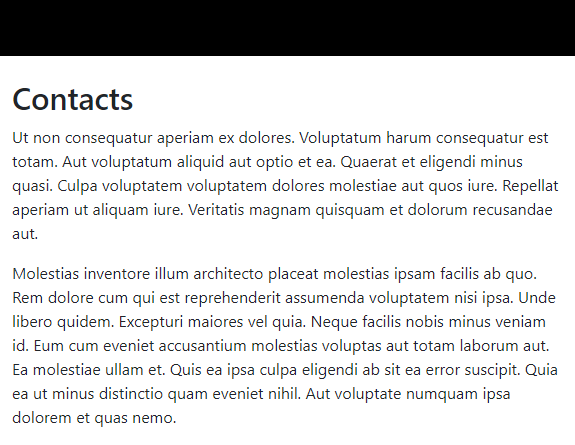 Contacts
Ut non consequatur aperiam ex dolores. Voluptatum harum consequatur est
totam. Aut voluptatum aliquid aut optio et ea. Quaerat et eligendi minus
quasi. Culpa voluptatem voluptatem dolores molestiae aut quos iure. Repellat
aperiam ut aliquam iure. Veritatis magnam quisquam et dolorum recusandae
aut.
Molestias inventore illum architecto placeat molestias ipsam facilis ab quo.
Rem dolore cum qui est reprehenderit assumenda voluptatem nisi ipsa. Unde
libero quidem. Excepturi maiores vel quia. Neque facilis nobis minus veniam
id. Eum cum eveniet accusantium molestias voluptas aut totam laborum aut.
Ea molestiae ullam et. Quis ea ipsa culpa eligendi ab sit ea error suscipit. Quia
ea ut minus distinctio quam eveniet nihil. Aut voluptate numquam ipsa
dolorem et quas nemo.